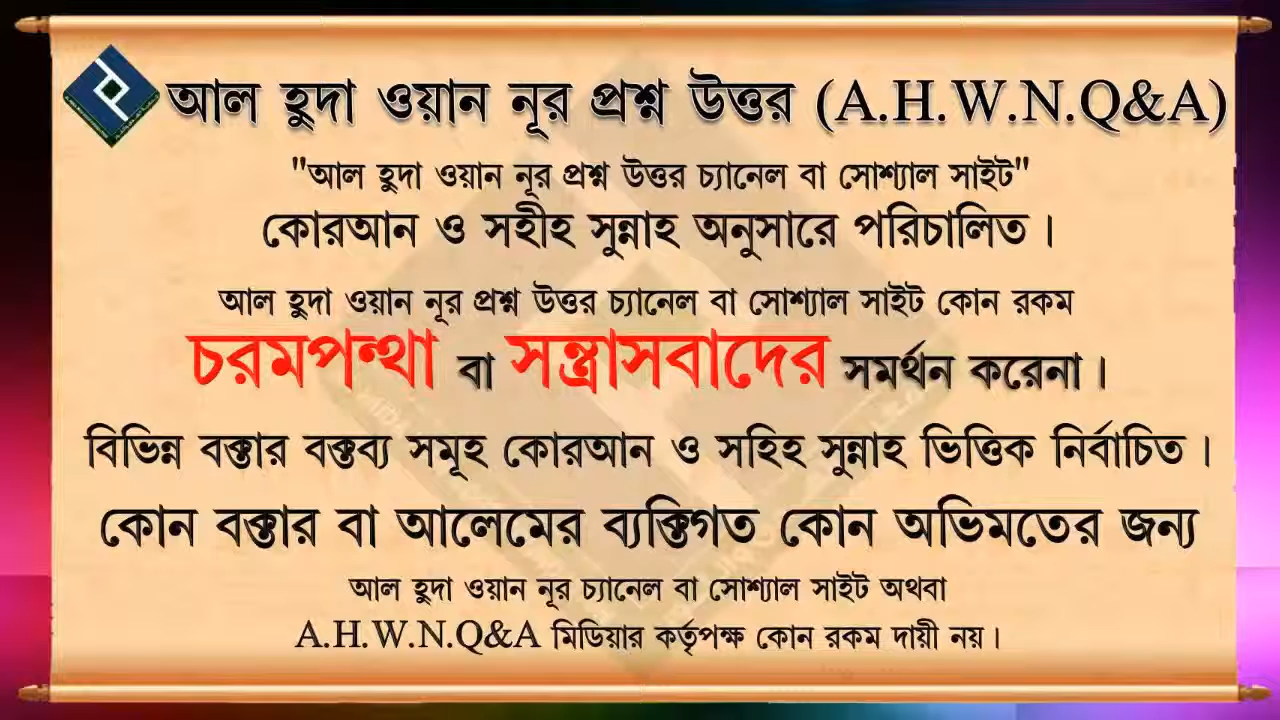 আল হুদা ওয়ান নূর প্রশ্ন উত্তর (A.H.W.N.Q&A)
"আল হুদা ওয়ান নূর প্রশ্ন উত্তর চ্যানেল বা সোশ্যাল সাইট"
কোরআন ও সহীহ সুন্নাহ অনুসারে পরিচালিত।
আল হুদা ওয়ান নূর প্রশ্ন উত্তর চ্যানেল বা সোশ্যাল সাইট কোন রকম
চরমপন্থা বা সন্ত্রাসবাদের সমর্থন করেনা।
বিভিন্ন বক্তার বক্তব্য সমূহ কোরআন ও সহিহ সুন্নাহ ভিত্তিক নির্বাচিত।
কোন বক্তার বা আলেমের ব্যক্তিগত কোন অভিমতের জন্য
আল হুদা ওয়ান নূর চ্যানেল বা সোশ্যাল সাইট অথবা
A.H.W.N.Q&A মিডিয়ার কর্তৃপক্ষ কোন রকম দায়ী নয়।